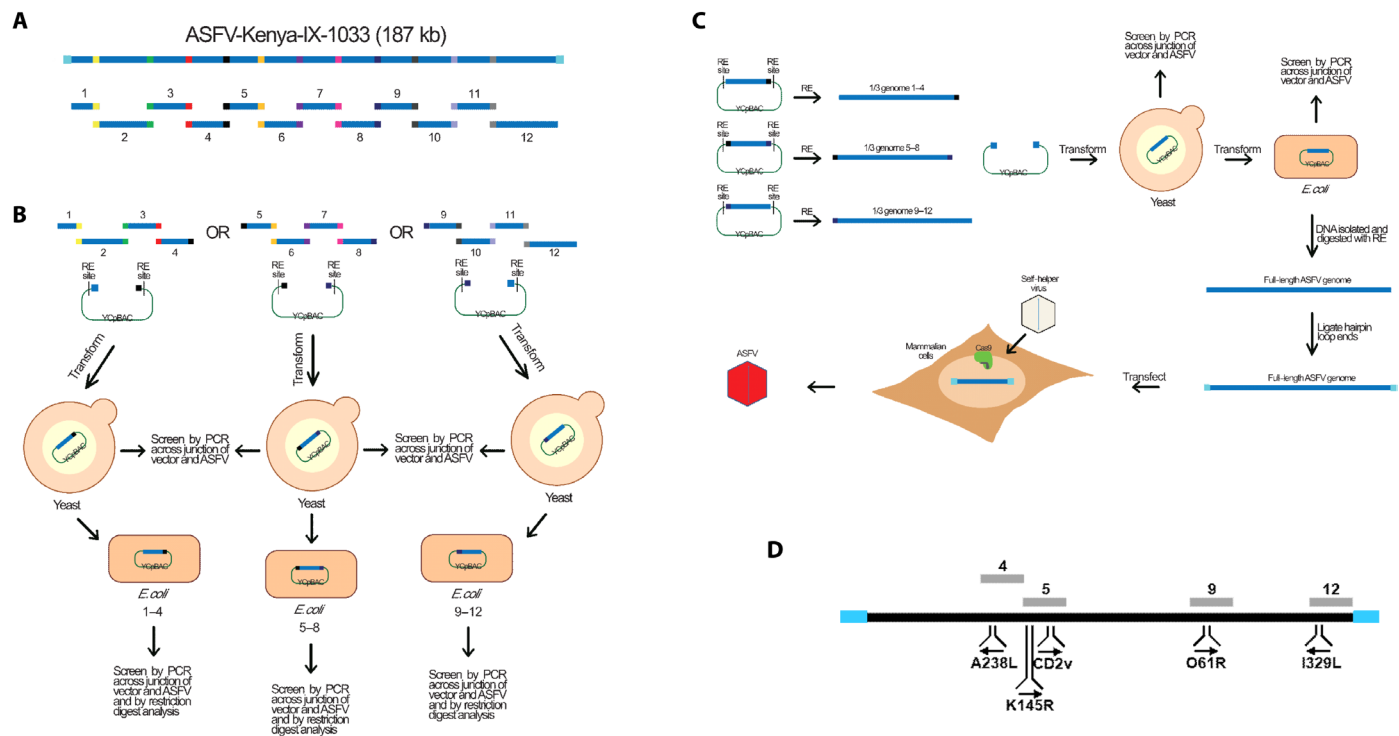 A
ASFV-Kenya-IX-1033 (187 kb)
1
3
5
7
9
11
2
4
6
8
10
12
B
1
3
2
4
OR
5
7
6
8
OR
9
11
10
12
RE
site
RE
site
YCpBAC
RE
site
RE
site
YCpBAC
RE
site
RE
site
YCpBAC
Transform
Transform
Transform
YCpBAC
Yeast
Screen by PCR
across junction of
vector and ASFV
YCpBAC
Yeast
Screen by PCR
across junction of
vector and ASFV
YCpBAC
Yeast
YCpBAC
E.coli
1–4
YCpBAC
E.coli
5–8
YCpBAC
E.coli
9–12
Screen by PCR
across junction of
vector and ASFV
and by restriction
digest analysis
Screen by PCR
across junction of
vector and ASFV
and by restriction
digest analysis
Screen by PCR
across junction of
vector and ASFV
and by restriction
digest analysis
C
RE
site
RE
site
YCpBAC
RE
1/3 genome 1–4
RE
site
RE
site
YCpBAC
RE
1/3 genome 5–8
RE
site
RE
site
YCpBAC
RE
1/3 genome 9–12
YCpBAC
Transform
Screen by PCR
across junction of
vector and ASFV
YCpBAC
Yeast
Transform
Screen by PCR
across junction of
vector and ASFV
YCpBAC
E.coli
DNA isolated and
digested with RE
Full-length ASFV genome
Ligate hairpin
loop ends
Full-length ASFV genome
Transfect
Self-helper
virus
Mammalian
cells
Cas9
ASFV
D
4
5
9
12
A238L
CD2v
O61R
I329L
K145R